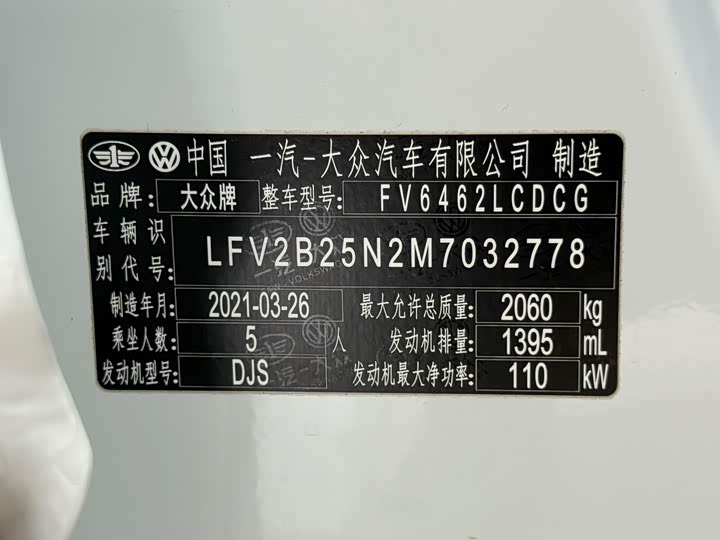 中国 一汽-大众汽车有限公司 制造
品牌: 大众牌 整车型号: FV6462LCDCG
车辆识别代号: LFV2B25N2M7032778
制造年月: 2021-03-26 最大允许总质量: 2060 kg
乘坐人数: 5 人 发动机排量: 1395 mL
发动机型号: DJS 发动机最大净功率: 110 kW